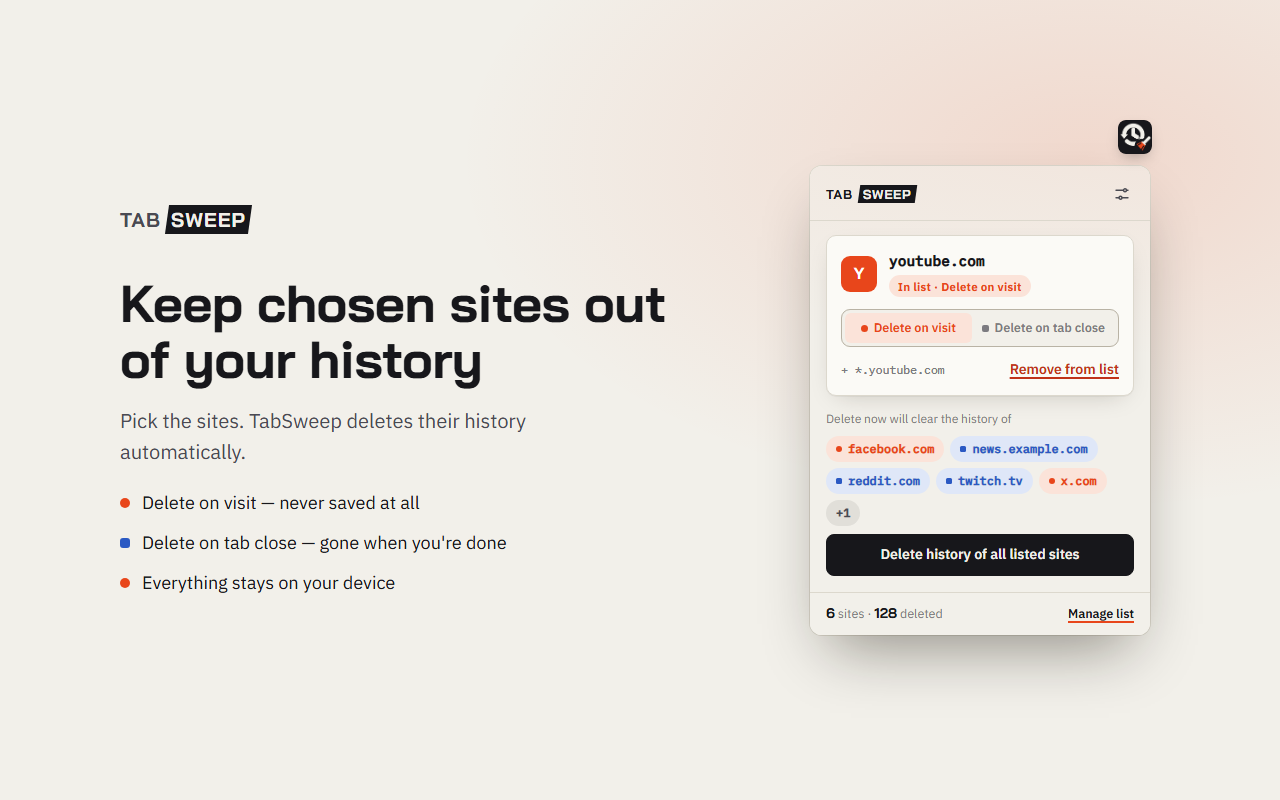 TAB SWEEP
Keep chosen sites out
of your history
Pick the sites. TabSweep deletes their history
automatically.
Delete on visit — never saved at all
Delete on tab close — gone when you're done
Everything stays on your device
TAB SWEEP
Y
youtube.com
In list · Delete on visit
Delete on visit
Delete on tab close
+ *.youtube.com
Remove from list
Delete now will clear the history of
facebook.com
news.example.com
reddit.com
twitch.tv
x.com
+1
Delete history of all listed sites
6 sites · 128 deleted
Manage list